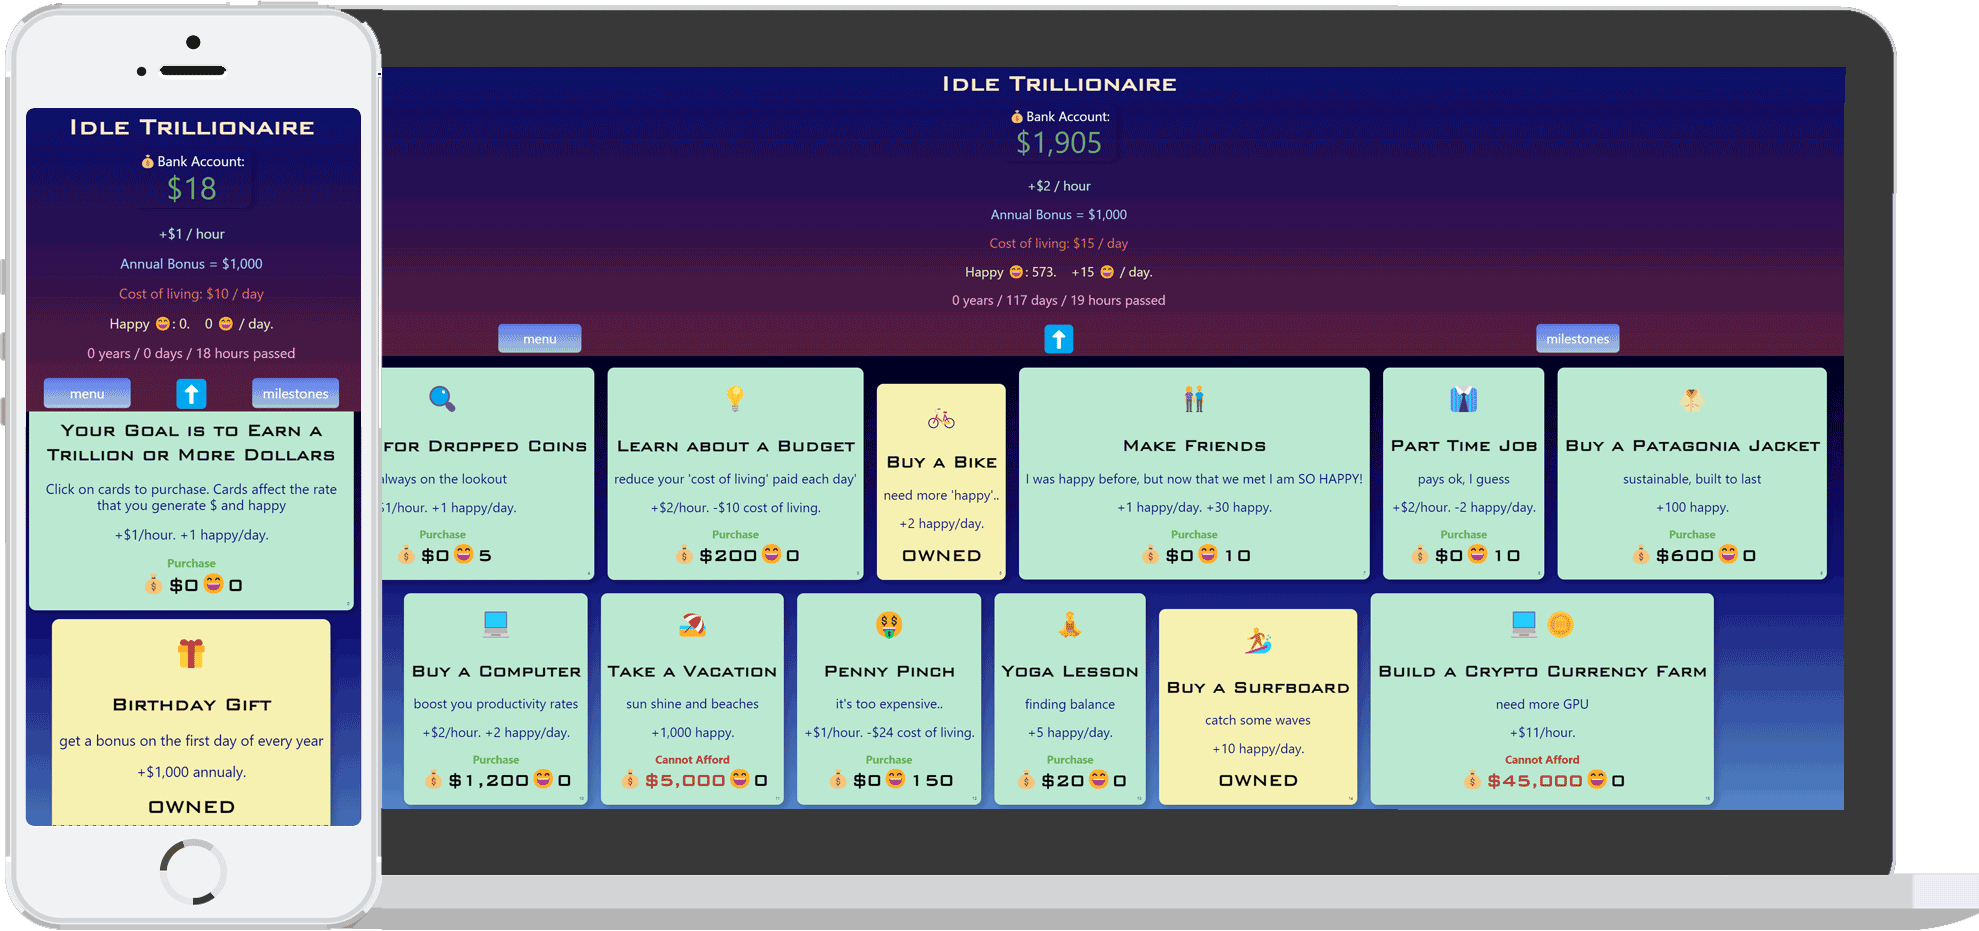 Idle Trillionaire
Bank Account:
$18
+$1 / hour
Annual Bonus = $1,000
Cost of living: $10 / day
Happy 😄: 0. 0 😄 / day.
0 years / 0 days / 18 hours passed
menu
milestones
Your Goal is to Earn a
Trillion or More Dollars
Click on cards to purchase. Cards affect the rate
that you generate $ and happy
+$1/hour. +1 happy/day.
Purchase
💰 $0 😄 0
Birthday Gift
get a bonus on the first day of every year
+$1,000 annualy.
OWNED
Idle Trillionaire
Bank Account:
$1,905
+$2 / hour
Annual Bonus = $1,000
Cost of living: $15 / day
Happy 😄: 573. +15 😄 / day.
0 years / 117 days / 19 hours passed
menu
milestones
for Dropped Coins
always on the lookout
$1/hour. +1 happy/day.
Purchase
💰 $0 😄 5
Learn about a Budget
reduce your 'cost of living' paid each day'
+$2/hour. -$10 cost of living.
Purchase
💰 $200 😄 0
Buy a Bike
need more 'happy'..
+2 happy/day.
OWNED
Make Friends
I was happy before, but now that we met I am SO HAPPY!
+1 happy/day. +30 happy.
Purchase
💰 $0 😄 10
Part Time Job
pays ok, I guess
+$2/hour. -2 happy/day.
Purchase
💰 $0 😄 10
Buy a Patagonia Jacket
sustainable, built to last
+100 happy.
Purchase
💰 $600 😄 0
Buy a Computer
boost you productivity rates
+$2/hour. +2 happy/day.
Purchase
💰 $1,200 😄 0
Take a Vacation
sun shine and beaches
+1,000 happy.
Cannot Afford
💰 $5,000 😄 0
Penny Pinch
it's too expensive..
+$1/hour. -$24 cost of living.
Purchase
💰 $0 😄 150
Yoga Lesson
finding balance
+5 happy/day.
Purchase
💰 $20 😄 0
Buy a Surfboard
catch some waves
+10 happy/day.
OWNED
Build a Crypto Currency Farm
need more GPU
+$11/hour.
Cannot Afford
💰 $45,000 😄 0